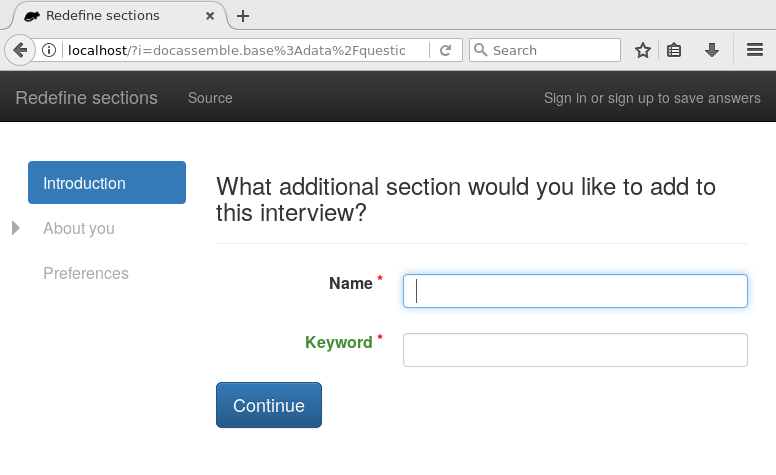 Redefine sections
localhost/?i=docassemble.base%3Adata%2Fquestic
Search
Redefine sections
Source
Sign in or sign up to save answers
Introduction
About you
Preferences
What additional section would you like to add to
this interview?
Name *
Keyword *
Continue